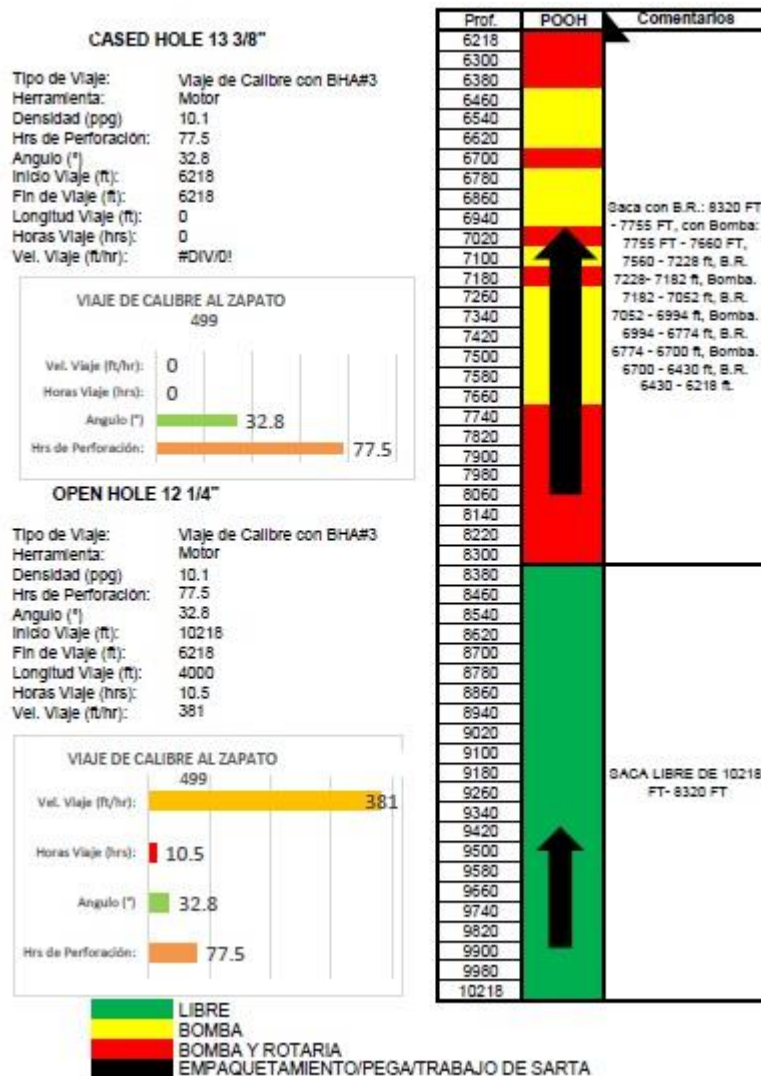 CASED HOLE 13 3/8"
Tipo de Viaje: Viaje de Calibre con BHA#3
Herramienta: Motor
Densidad (ppg) 10.1
Hrs de Perforación: 77.5
Angulo (°) 32.8
Inicio Viaje (ft): 6218
Fin de Viaje (ft): 6218
Longitud Viaje (ft): 0
Horas Viaje (hrs): 0
Vel. Viaje (ft/hr): #DIV/0!
VIAJE DE CALIBRE AL ZAPATO
499
Vel. Viaje (ft/hr): 0
Horas Viaje (hrs): 0
Angulo (°) 32.8
Hrs de Perforación: 77.5
OPEN HOLE 12 1/4"
Tipo de Viaje: Viaje de Calibre con BHA#3
Herramienta: Motor
Densidad (ppg) 10.1
Hrs de Perforación: 77.5
Angulo (°) 32.8
Inicio Viaje (ft): 10218
Fin de Viaje (ft): 6218
Longitud Viaje (ft): 4000
Horas Viaje (hrs): 10.5
Vel. Viaje (ft/hr): 381
VIAJE DE CALIBRE AL ZAPATO
499
Vel. Viaje (ft/hr): 381
Horas Viaje (hrs): 10.5
Angulo (°) 32.8
Hrs de Perforación: 77.5
LIBRE
BOMBA
BOMBA Y ROTARIA
EMPAQUETAMIENTO/PEGA/TRABAJO DE SARTA
Prof. POOH Comentarios
6218
6300
6380
6460
6540
6620
6700
6780
6860
6940
7020
7100
7180
7260
7340
7420
7500
7580
7660
7740
7820
7900
7980
8060
8140
8220
8300
8380
8460
8540
8620
8700
8780
8860
8940
9020
9100
9180
9260
9340
9420
9500
9580
9660
9740
9820
9900
9980
10218
Saca con B.R.: 8320 FT
- 7755 FT, con Bomba:
7755 FT - 7660 FT,
7560 - 7228 ft, B.R.
7228- 7182 ft, Bomba.
7182 - 7052 ft, B.R.
7052 - 6994 ft, Bomba.
6994 - 6774 ft, B.R.
6774 - 6700 ft, Bomba.
6700 - 6430 ft, B.R.
6430 - 6218 ft.
SACA LIBRE DE 10218
FT- 8320 FT